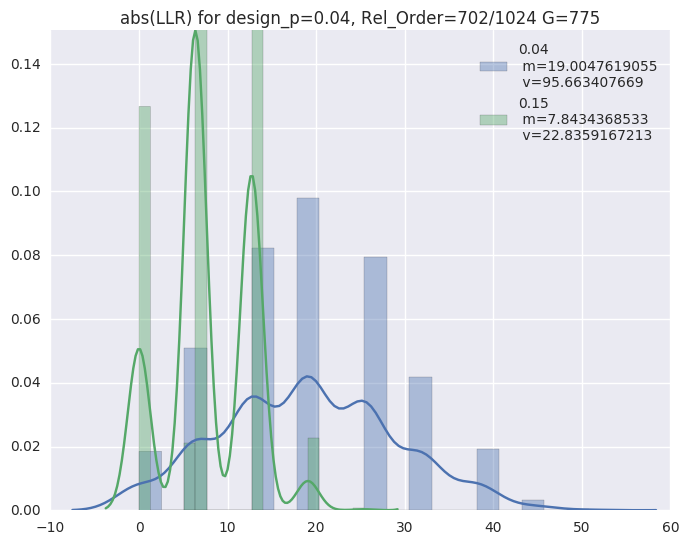 abs(LLR) for design_p=0.04, Rel_Order=702/1024 G=775
0.04
m=19.0047619055
v=95.663407669
0.15
m=7.8434368533
v=22.8359167213
0.14
0.12
0.10
0.08
0.06
0.04
0.02
0.00
−10 0 10 20 30 40 50 60